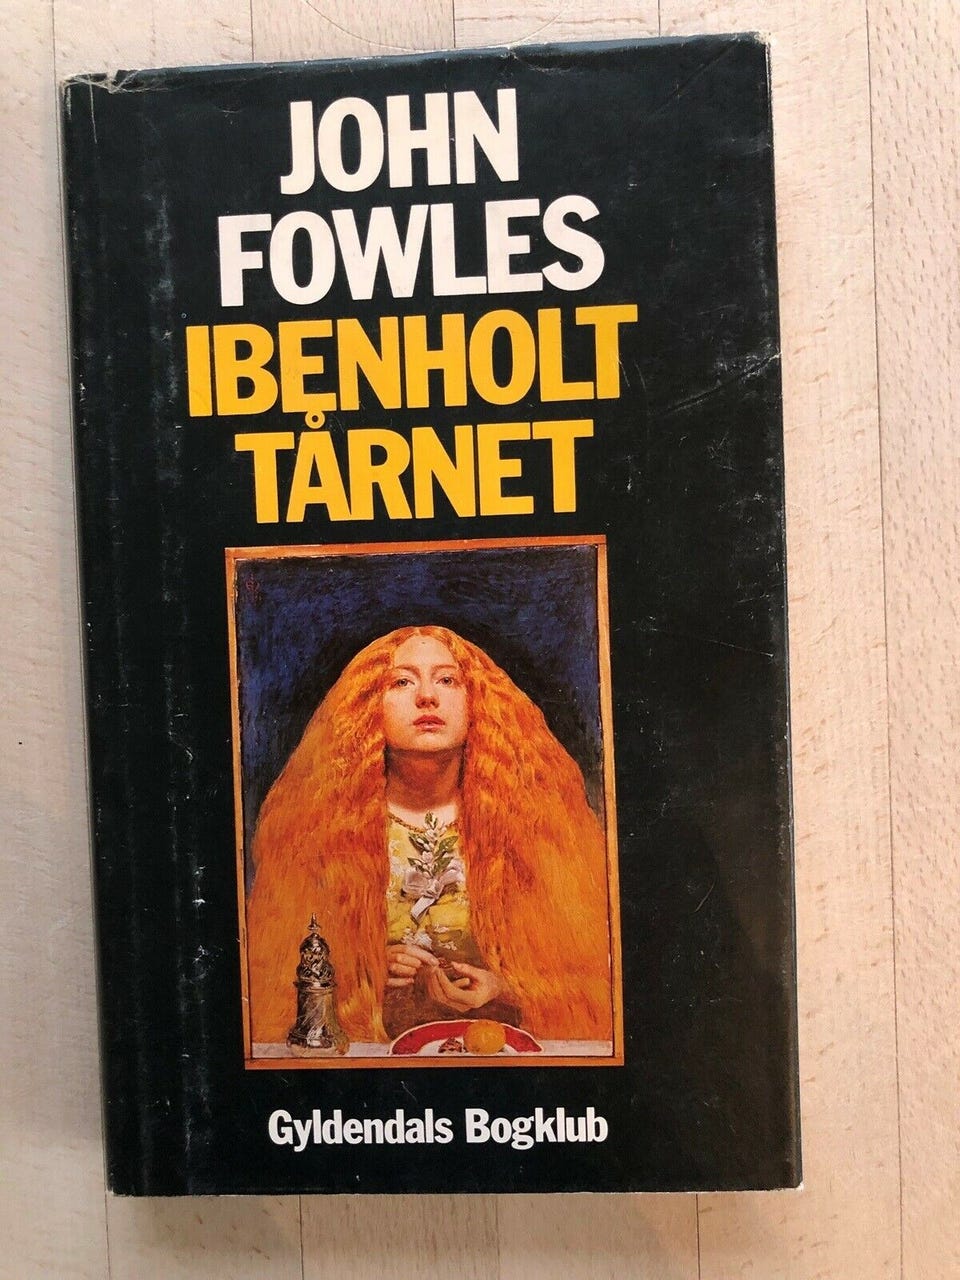 JOHN
FOWLES
IBENHOLT
TÅRNET
Gyldendals Bogklub